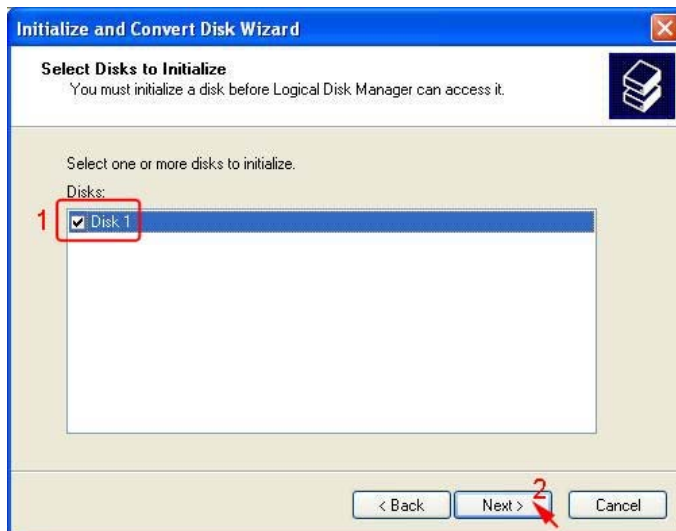 Initialize and Convert Disk Wizard
Select Disks to Initialize
You must initialize a disk before Logical Disk Manager can access it.
Select one or more disks to initialize.
Disks:
1
Disk 1
2
< Back
Next >
Cancel